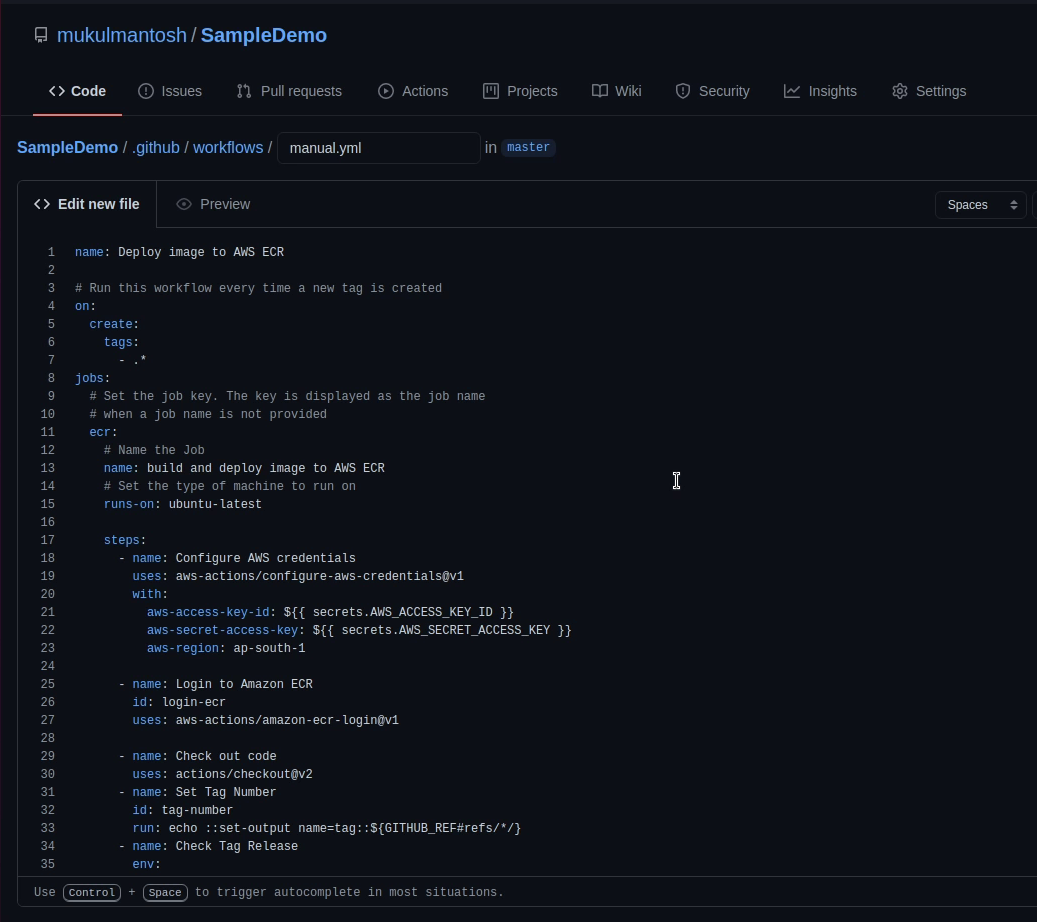 mukulmantosh / SampleDemo
Code Issues Pull requests Actions Projects Wiki Security Insights Settings
SampleDemo / .github / workflows / manual.yml in master
Edit new file Preview Spaces
1 name: Deploy image to AWS ECR
2
3 # Run this workflow every time a new tag is created
4 on:
5   create:
6     tags:
7       - .*
8 jobs:
9   # Set the job key. The key is displayed as the job name
10   # when a job name is not provided
11   ecr:
12     # Name the Job
13     name: build and deploy image to AWS ECR
14     # Set the type of machine to run on
15     runs-on: ubuntu-latest
16
17     steps:
18       - name: Configure AWS credentials
19         uses: aws-actions/configure-aws-credentials@v1
20         with:
21           aws-access-key-id: ${{ secrets.AWS_ACCESS_KEY_ID }}
22           aws-secret-access-key: ${{ secrets.AWS_SECRET_ACCESS_KEY }}
23           aws-region: ap-south-1
24
25       - name: Login to Amazon ECR
26         id: login-ecr
27         uses: aws-actions/amazon-ecr-login@v1
28
29       - name: Check out code
30         uses: actions/checkout@v2
31       - name: Set Tag Number
32         id: tag-number
33         run: echo ::set-output name=tag::${GITHUB_REF#refs/*/}
34       - name: Check Tag Release
35         env:
Use Control + Space to trigger autocomplete in most situations.